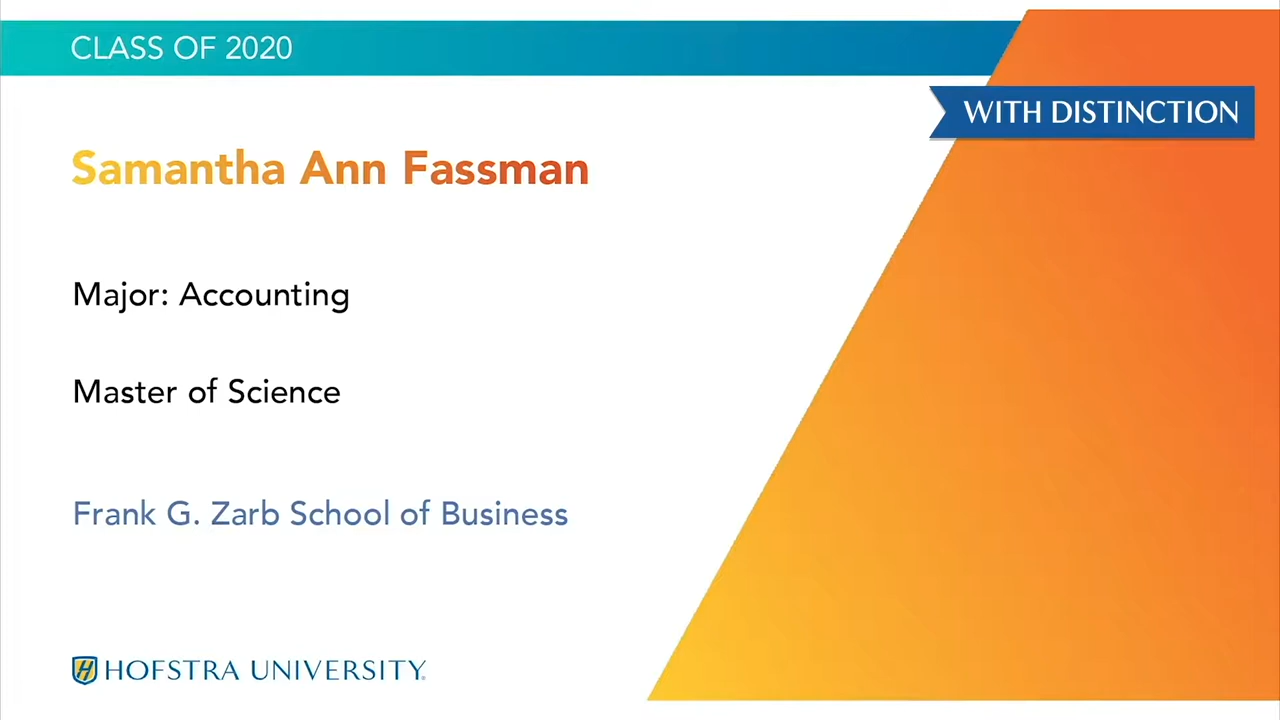 CLASS OF 2020
WITH DISTINCTION
Samantha Ann Fassman
Major: Accounting
Master of Science
Frank G. Zarb School of Business
H HOFSTRA UNIVERSITY®